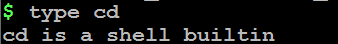 $ type cd
cd is a shell builtin